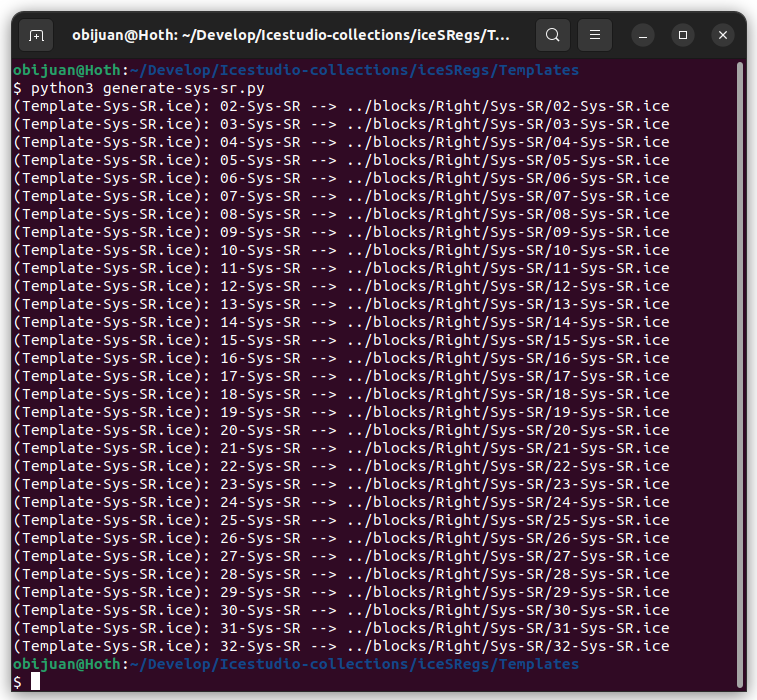 obijuan@Hoth: ~/Develop/Icestudio-collections/iceSRegs/T...
obijuan@Hoth:~/Develop/Icestudio-collections/iceSRegs/Templates
$ python3 generate-sys-sr.py
(Template-Sys-SR.ice): 02-Sys-SR --> ../blocks/Right/Sys-SR/02-Sys-SR.ice
(Template-Sys-SR.ice): 03-Sys-SR --> ../blocks/Right/Sys-SR/03-Sys-SR.ice
(Template-Sys-SR.ice): 04-Sys-SR --> ../blocks/Right/Sys-SR/04-Sys-SR.ice
(Template-Sys-SR.ice): 05-Sys-SR --> ../blocks/Right/Sys-SR/05-Sys-SR.ice
(Template-Sys-SR.ice): 06-Sys-SR --> ../blocks/Right/Sys-SR/06-Sys-SR.ice
(Template-Sys-SR.ice): 07-Sys-SR --> ../blocks/Right/Sys-SR/07-Sys-SR.ice
(Template-Sys-SR.ice): 08-Sys-SR --> ../blocks/Right/Sys-SR/08-Sys-SR.ice
(Template-Sys-SR.ice): 09-Sys-SR --> ../blocks/Right/Sys-SR/09-Sys-SR.ice
(Template-Sys-SR.ice): 10-Sys-SR --> ../blocks/Right/Sys-SR/10-Sys-SR.ice
(Template-Sys-SR.ice): 11-Sys-SR --> ../blocks/Right/Sys-SR/11-Sys-SR.ice
(Template-Sys-SR.ice): 12-Sys-SR --> ../blocks/Right/Sys-SR/12-Sys-SR.ice
(Template-Sys-SR.ice): 13-Sys-SR --> ../blocks/Right/Sys-SR/13-Sys-SR.ice
(Template-Sys-SR.ice): 14-Sys-SR --> ../blocks/Right/Sys-SR/14-Sys-SR.ice
(Template-Sys-SR.ice): 15-Sys-SR --> ../blocks/Right/Sys-SR/15-Sys-SR.ice
(Template-Sys-SR.ice): 16-Sys-SR --> ../blocks/Right/Sys-SR/16-Sys-SR.ice
(Template-Sys-SR.ice): 17-Sys-SR --> ../blocks/Right/Sys-SR/17-Sys-SR.ice
(Template-Sys-SR.ice): 18-Sys-SR --> ../blocks/Right/Sys-SR/18-Sys-SR.ice
(Template-Sys-SR.ice): 19-Sys-SR --> ../blocks/Right/Sys-SR/19-Sys-SR.ice
(Template-Sys-SR.ice): 20-Sys-SR --> ../blocks/Right/Sys-SR/20-Sys-SR.ice
(Template-Sys-SR.ice): 21-Sys-SR --> ../blocks/Right/Sys-SR/21-Sys-SR.ice
(Template-Sys-SR.ice): 22-Sys-SR --> ../blocks/Right/Sys-SR/22-Sys-SR.ice
(Template-Sys-SR.ice): 23-Sys-SR --> ../blocks/Right/Sys-SR/23-Sys-SR.ice
(Template-Sys-SR.ice): 24-Sys-SR --> ../blocks/Right/Sys-SR/24-Sys-SR.ice
(Template-Sys-SR.ice): 25-Sys-SR --> ../blocks/Right/Sys-SR/25-Sys-SR.ice
(Template-Sys-SR.ice): 26-Sys-SR --> ../blocks/Right/Sys-SR/26-Sys-SR.ice
(Template-Sys-SR.ice): 27-Sys-SR --> ../blocks/Right/Sys-SR/27-Sys-SR.ice
(Template-Sys-SR.ice): 28-Sys-SR --> ../blocks/Right/Sys-SR/28-Sys-SR.ice
(Template-Sys-SR.ice): 29-Sys-SR --> ../blocks/Right/Sys-SR/29-Sys-SR.ice
(Template-Sys-SR.ice): 30-Sys-SR --> ../blocks/Right/Sys-SR/30-Sys-SR.ice
(Template-Sys-SR.ice): 31-Sys-SR --> ../blocks/Right/Sys-SR/31-Sys-SR.ice
(Template-Sys-SR.ice): 32-Sys-SR --> ../blocks/Right/Sys-SR/32-Sys-SR.ice
obijuan@Hoth:~/Develop/Icestudio-collections/iceSRegs/Templates
$